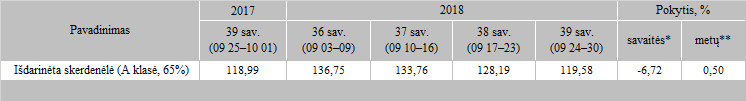 Pavadinimas 2017 2018 Pokytis, %
39 sav. (09 25–10 01) 36 sav. (09 03–09) 37 sav. (09 10–16) 38 sav. (09 17–23) 39 sav. (09 24–30) savaitės* metų**
Išdarinėta skerdenėlė (A klasė, 65%) 118,99 136,75 133,76 128,19 119,58 -6,72 0,50